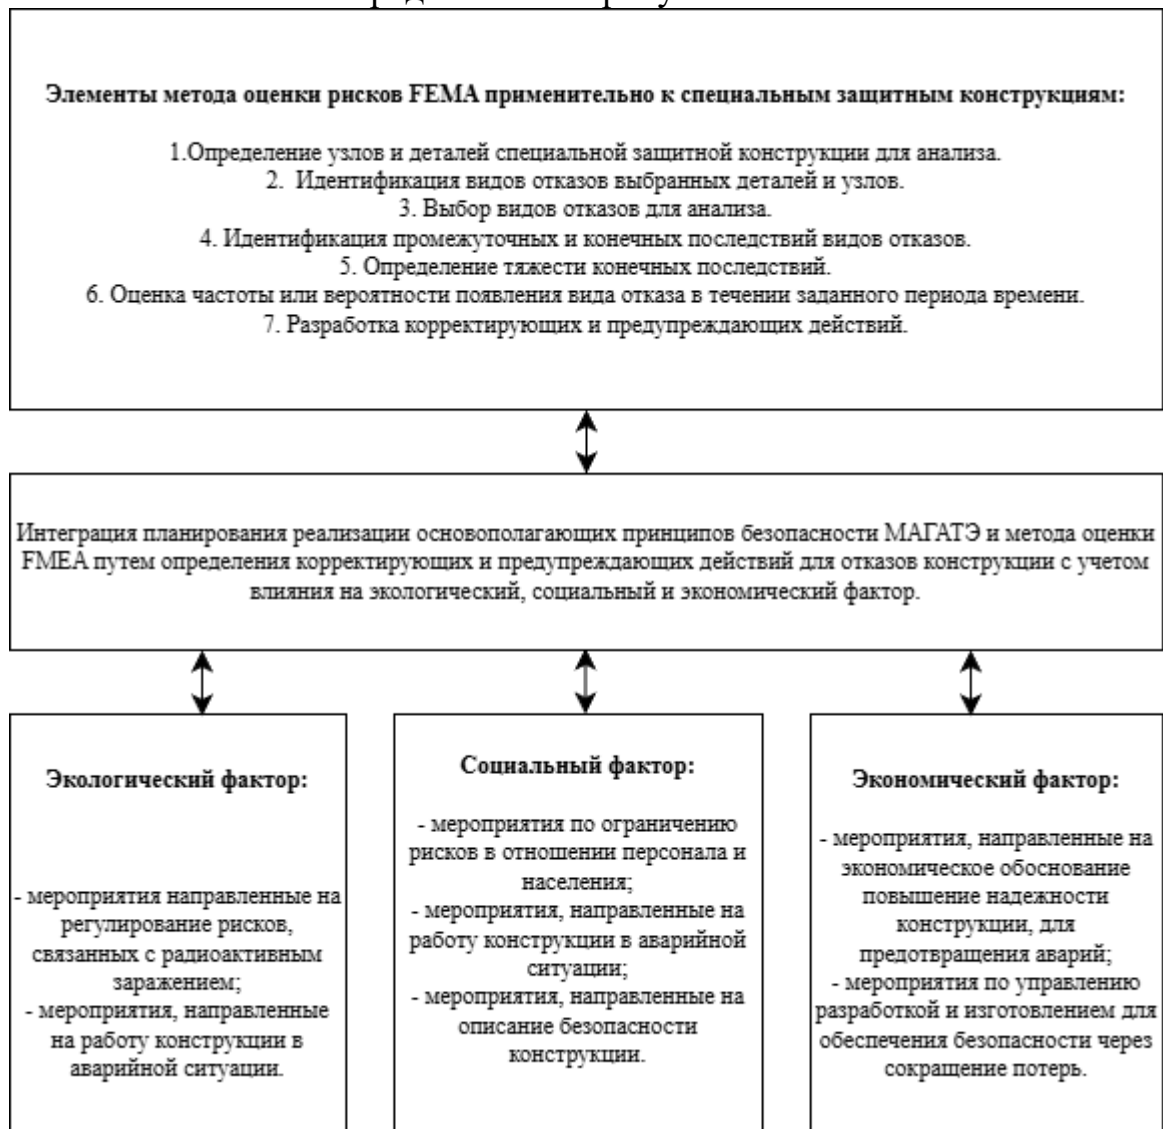 Элементы метода оценки рисков FEMA применительно к специальным защитным конструкциям:
1.Определение узлов и деталей специальной защитной конструкции для анализа.
2. Идентификация видов отказов выбранных деталей и узлов.
3. Выбор видов отказов для анализа.
4. Идентификация промежуточных и конечных последствий видов отказов.
5. Определение тяжести конечных последствий.
6. Оценка частоты или вероятности появления вида отказа в течении заданного периода времени.
7. Разработка корректирующих и предупреждающих действий.
Интеграция планирования реализации основополагающих принципов безопасности МАГАТЭ и метода оценки
FMEA путем определения корректирующих и предупреждающих действий для отказов конструкции с учетом
влияния на экологический, социальный и экономический фактор.
Экологический фактор:
- мероприятия направленные на
регулирование рисков,
связанных с радиоактивным
заражением;
- мероприятия, направленные
на работу конструкции в
аварийной ситуации.
Социальный фактор:
- мероприятия по ограничению
рисков в отношении персонала и
населения;
- мероприятия, направленные на
работу конструкции в аварийной
ситуации;
- мероприятия, направленные на
описание безопасности
конструкции.
Экономический фактор:
- мероприятия, направленные на
экономическое обоснование
повышение надежности
конструкции, для
предотвращения аварий;
- мероприятия по управлению
разработкой и изготовлением для
обеспечения безопасности через
сокращение потерь.